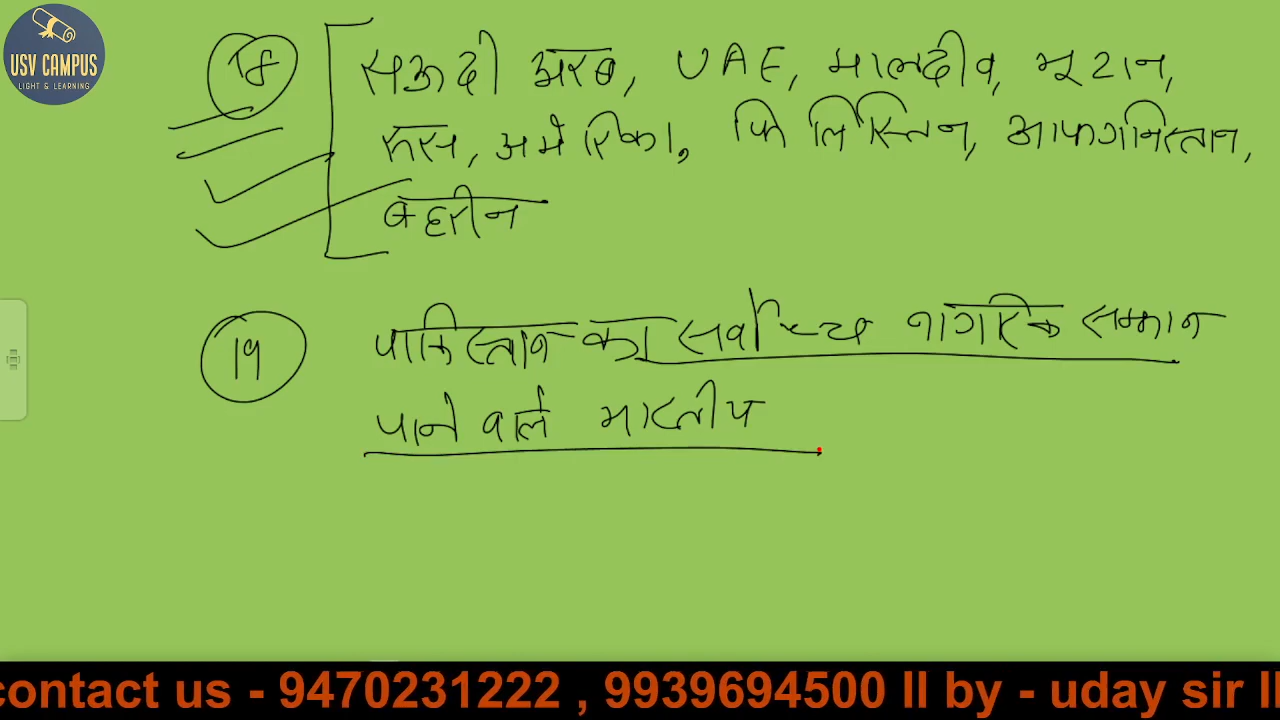 USV CAMPUS
LIGHT & LEARNING
18 सऊदी अरब, UAE, मालदीव, भूटान,
रूस, अमेरिका, फिलिस्तिन, आफगनिस्तान,
बहरीन
19 पाकिस्तान का सर्वोच्च नागरिक सम्मान
पाने वाले भारतीय
contact us - 9470231222 , 9939694500 ll by - uday sir ll